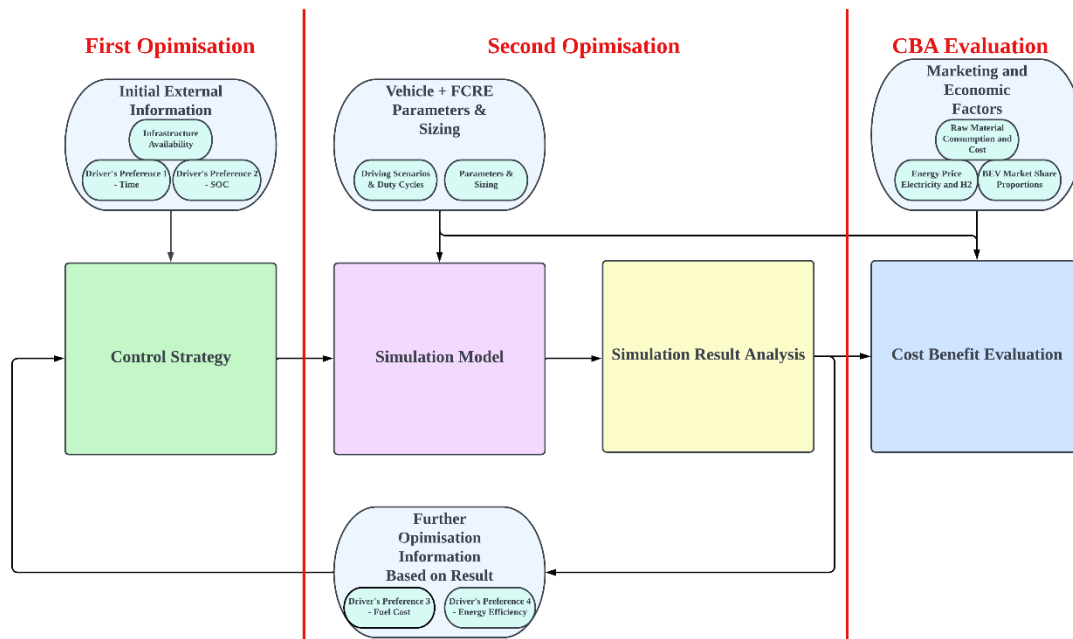 First Opimisation
Second Opimisation
CBA Evaluation
Initial External
Information
Infrastructure
Availability
Driver's Preference 1
- Time
Driver's Preference 2
- SOC
Vehicle + FCRE
Parameters &
Sizing
Driving Scenarios
& Duty Cycles
Parameters &
Sizing
Marketing and
Economic
Factors
Raw Material
Consumption and
Cost
Energy Price
Electricity and H2
BEV Market Share
Proportions
Control Strategy
Simulation Model
Simulation Result Analysis
Cost Benefit Evaluation
Further
Opimisation
Information
Based on Result
Driver's Preference 3
- Fuel Cost
Driver's Preference 4
- Energy Efficiency